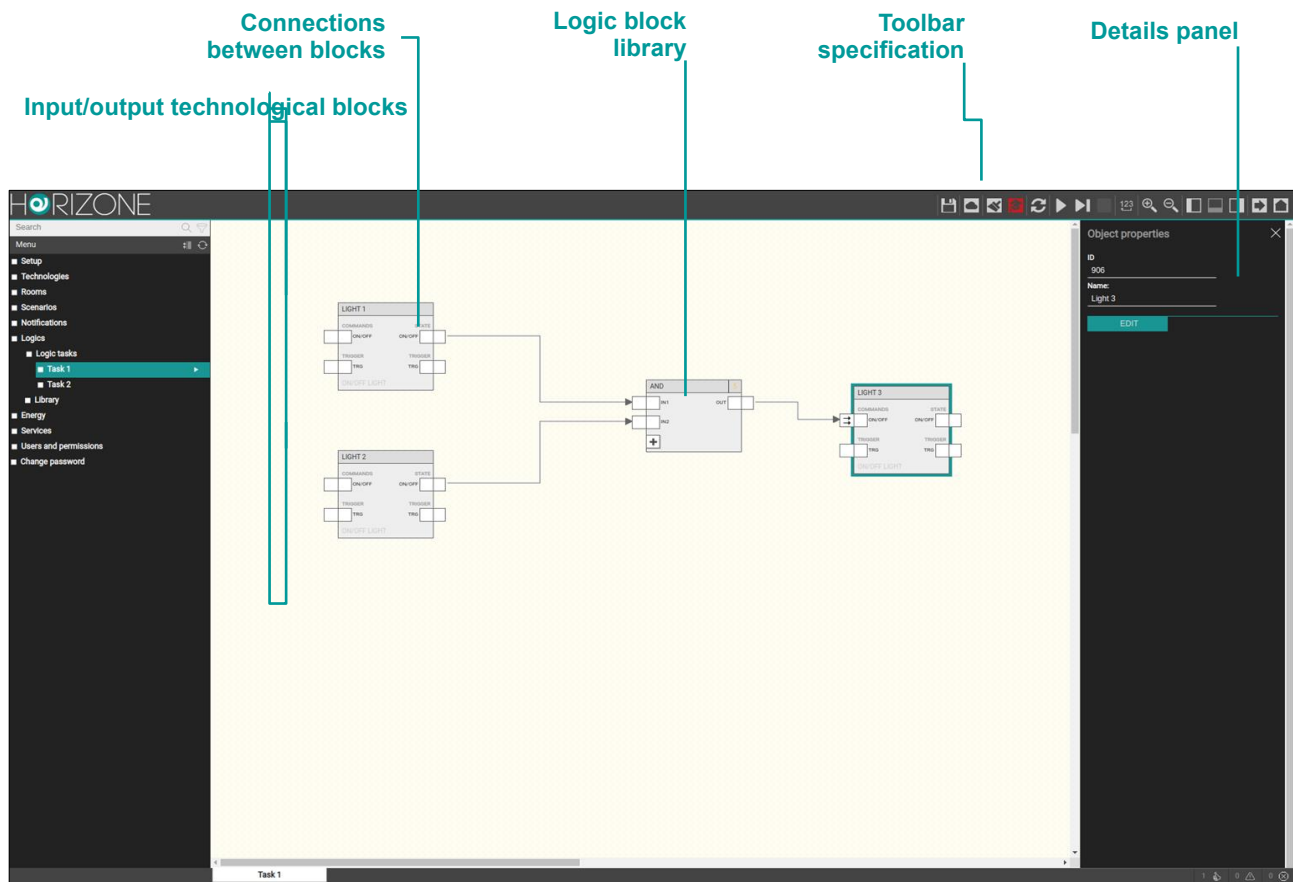 Connections
between blocks
Logic block
library
Toolbar
specification
Details panel
Input/output technological blocks
HORIZONE
123
Search
Menu
Setup
Technologies
Rooms
Scenarios
Notifications
Logics
Logic tasks
Task 1
Task 2
Library
Energy
Services
Users and permissions
Change password
LIGHT 1
COMMANDS STATE
ON/OFF ON/OFF
TRIGGER TRIGGER
TRG TRG
ON/OFF LIGHT
LIGHT 2
COMMANDS STATE
ON/OFF ON/OFF
TRIGGER TRIGGER
TRG TRG
ON/OFF LIGHT
AND
IN1 OUT
IN2
LIGHT 3
COMMANDS STATE
ON/OFF ON/OFF
TRIGGER TRIGGER
TRG TRG
ON/OFF LIGHT
Object properties
ID
906
Name:
Light 3
EDIT
Task 1
1 0 0